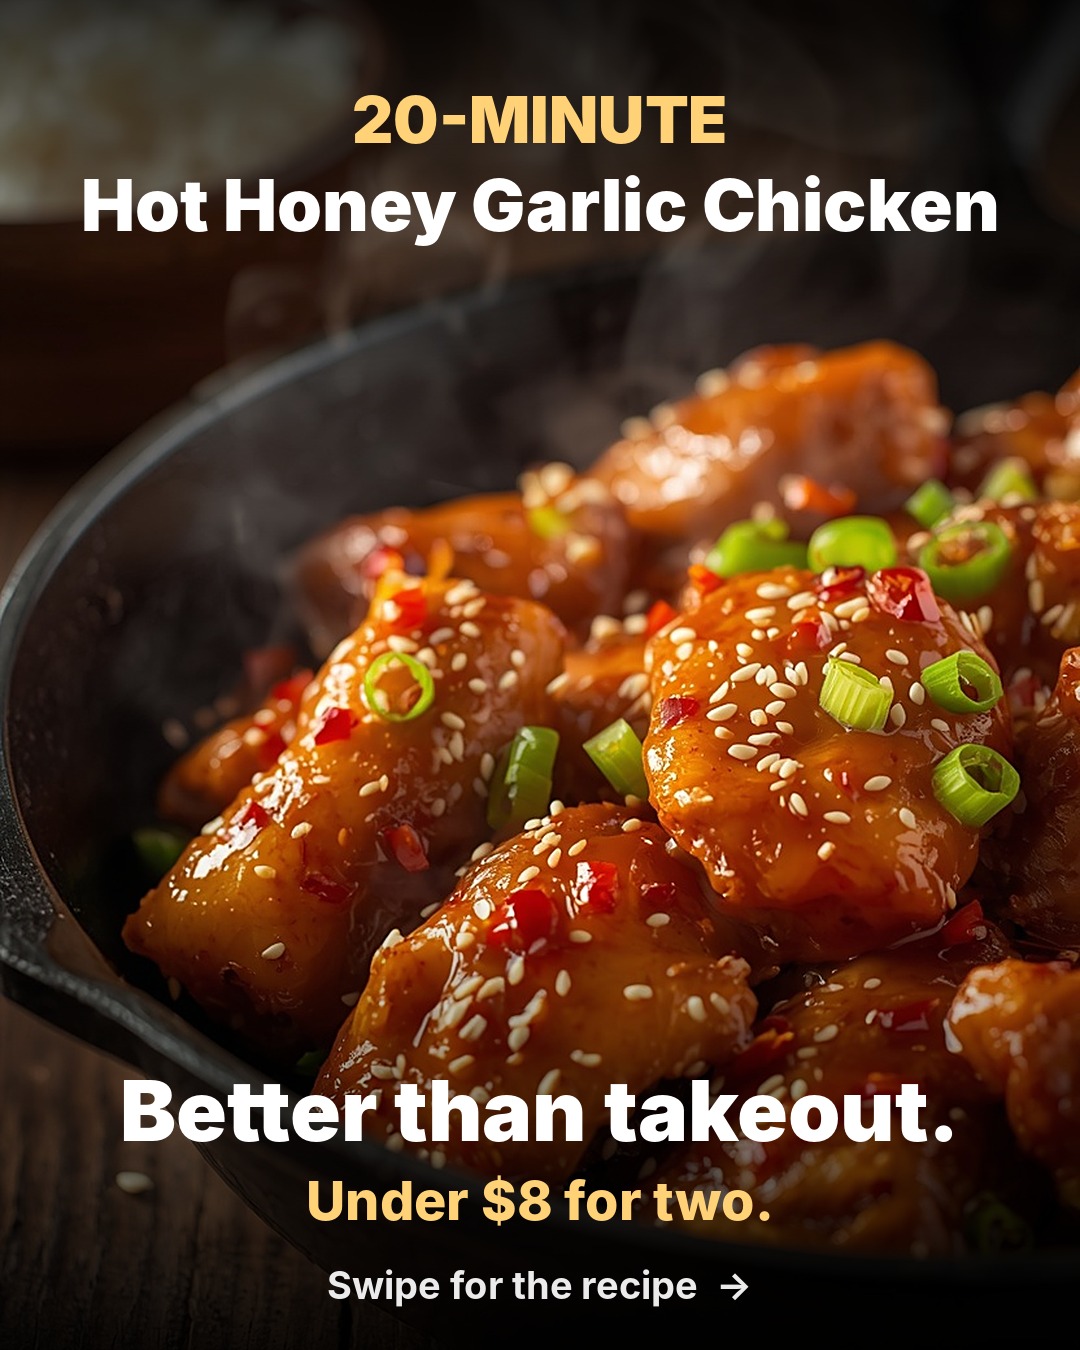 20-MINUTE
Hot Honey Garlic Chicken
Better than takeout.
Under $8 for two.
Swipe for the recipe →